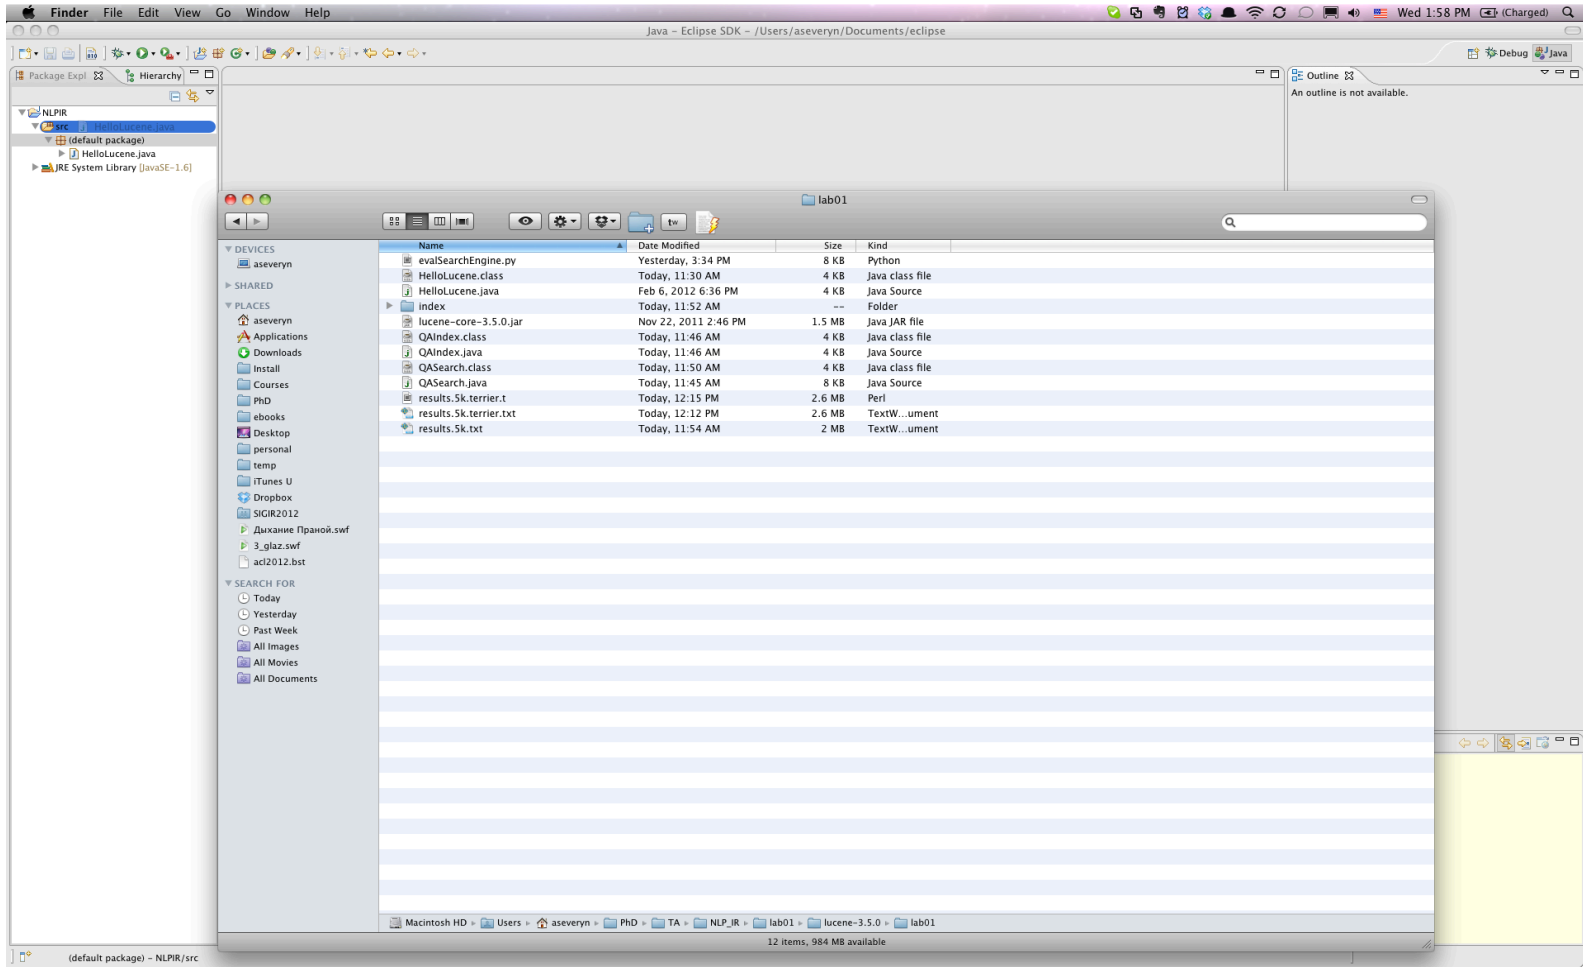 Finder File Edit View Go Window Help Wed 1:58 PM (Charged)
Java – Eclipse SDK – /Users/aseveryn/Documents/eclipse
Debug Java
Package Expl Hierarchy
Outline
An outline is not available.
NLPIR
src HelloLucene.java
(default package)
HelloLucene.java
JRE System Library [JavaSE-1.6]
lab01
tw
DEVICES
aseveryn
SHARED
PLACES
aseveryn
Applications
Downloads
Install
Courses
PhD
ebooks
Desktop
personal
temp
iTunes U
Dropbox
SIGIR2012
Дыхание Праной.swf
3_glaz.swf
acl2012.bst
SEARCH FOR
Today
Yesterday
Past Week
All Images
All Movies
All Documents
Name Date Modified Size Kind
evalSearchEngine.py Yesterday, 3:34 PM 8 KB Python
HelloLucene.class Today, 11:30 AM 4 KB Java class file
HelloLucene.java Feb 6, 2012 6:36 PM 4 KB Java Source
index Today, 11:52 AM -- Folder
lucene-core-3.5.0.jar Nov 22, 2011 2:46 PM 1.5 MB Java JAR file
QAIndex.class Today, 11:46 AM 4 KB Java class file
QAIndex.java Today, 11:46 AM 4 KB Java Source
QASearch.class Today, 11:50 AM 4 KB Java class file
QASearch.java Today, 11:45 AM 8 KB Java Source
results.5k.terrier.t Today, 12:15 PM 2.6 MB Perl
results.5k.terrier.txt Today, 12:12 PM 2.6 MB TextW...ument
results.5k.txt Today, 11:54 AM 2 MB TextW...ument
Macintosh HD Users aseveryn PhD TA NLP_IR lab01 lucene-3.5.0 lab01
12 items, 984 MB available
(default package) – NLPIR/src